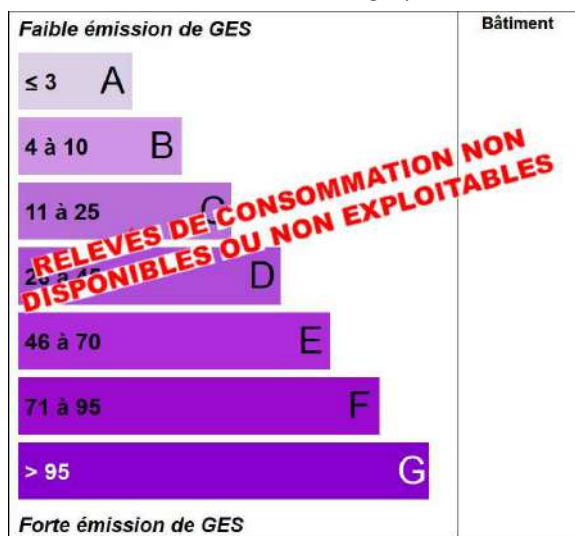 Faible émission de GES
Bâtiment
≤ 3 A
4 à 10 B
11 à 25 C
D
46 à 70 E
71 à 95 F
> 95 G
RELEVÉS DE CONSOMMATION NON
DISPONIBLES OU NON EXPLOITABLES
Forte émission de GES